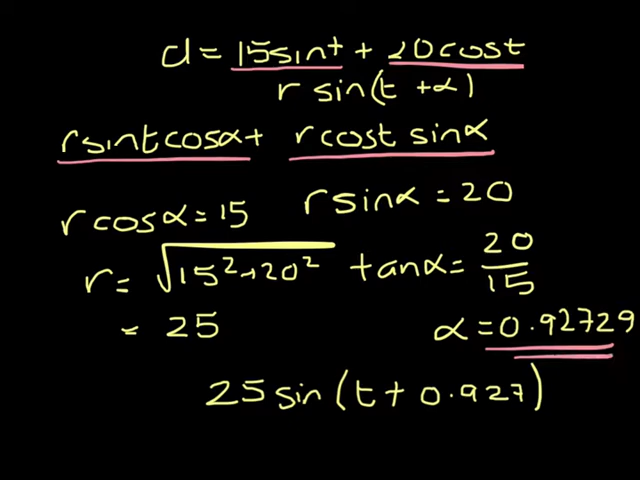 d = 15sint + 20cost
r sin(t + α)
rsintcosα + rcost sinα
rcosα = 15 rsinα = 20
r = √15² + 20² tanα = 20/15
= 25 α = 0.92729
25 sin(t + 0.927)